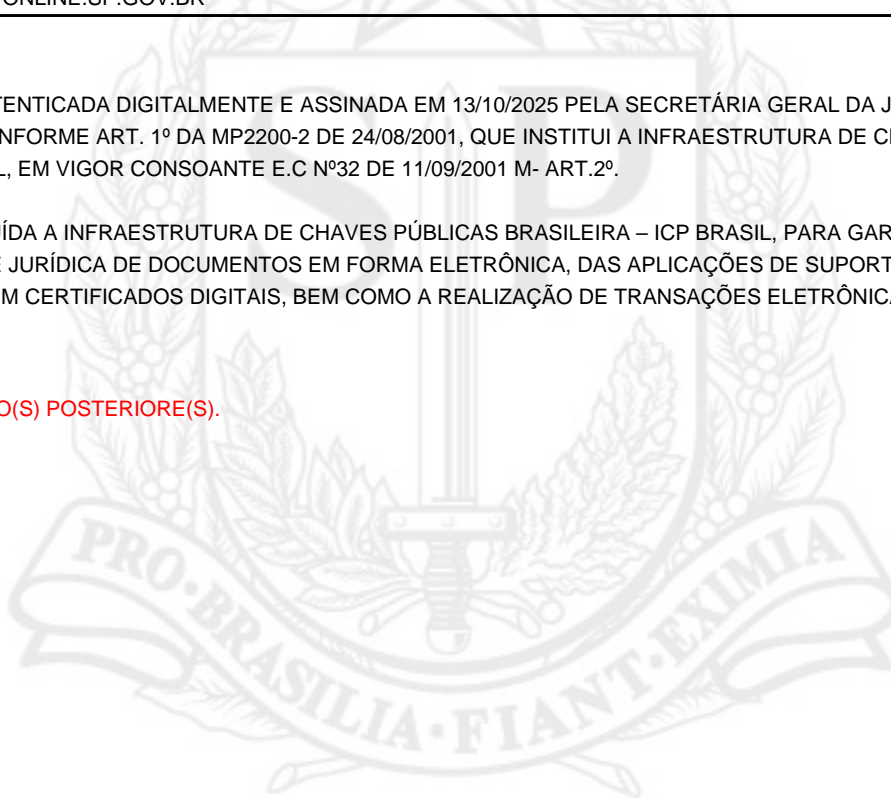 ONLINE.SP.GOV.BR
TENTICADA DIGITALMENTE E ASSINADA EM 13/10/2025 PELA SECRETÁRIA GERAL DA J
NFORME ART. 1º DA MP2200-2 DE 24/08/2001, QUE INSTITUI A INFRAESTRUTURA DE C
L, EM VIGOR CONSOANTE E.C Nº32 DE 11/09/2001 M- ART.2º.
ÍDA A INFRAESTRUTURA DE CHAVES PÚBLICAS BRASILEIRA – ICP BRASIL, PARA GAR
E JURÍDICA DE DOCUMENTOS EM FORMA ELETRÔNICA, DAS APLICAÇÕES DE SUPORT
M CERTIFICADOS DIGITAIS, BEM COMO A REALIZAÇÃO DE TRANSAÇÕES ELETRÔNICA
O(S) POSTERIORE(S).
SP
PRO·BRASILIA·FIANT·EXIMIA